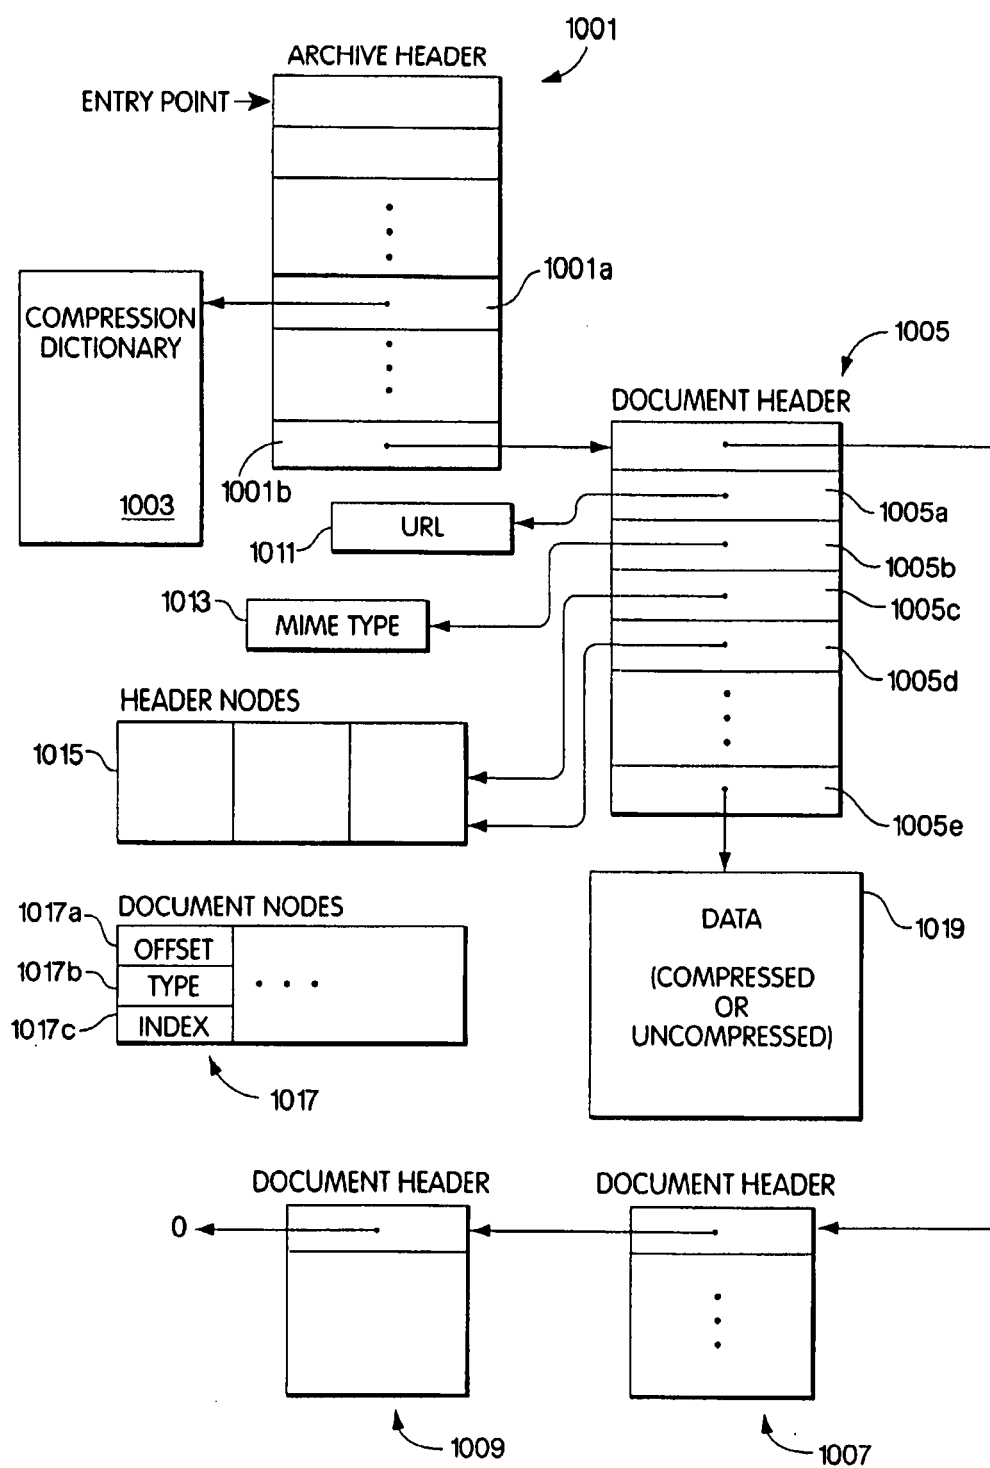 1001
ARCHIVE HEADER
ENTRY POINT
1001a
COMPRESSION
DICTIONARY
1003
1005
DOCUMENT HEADER
1001b
1005a
URL
1011
1005b
1013
MIME TYPE
1005c
1005d
HEADER NODES
1015
1005e
DOCUMENT NODES
1017a
OFFSET
1017b
TYPE
1017c
INDEX
1017
DATA
(COMPRESSED
OR
UNCOMPRESSED)
1019
DOCUMENT HEADER
DOCUMENT HEADER
0
1009
1007